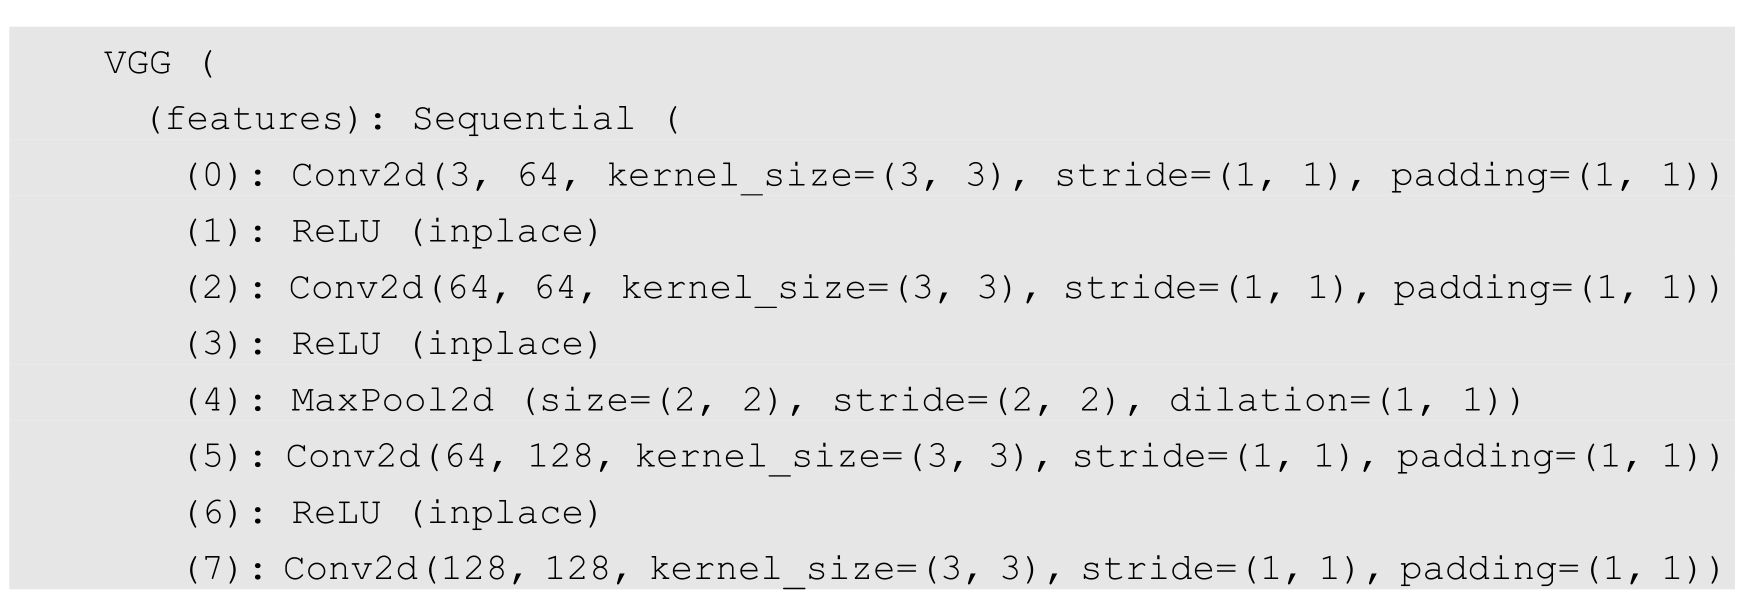 VGG (
(features): Sequential (
(0): Conv2d(3, 64, kernel_size=(3, 3), stride=(1, 1), padding=(1, 1))
(1): ReLU (inplace)
(2): Conv2d(64, 64, kernel_size=(3, 3), stride=(1, 1), padding=(1, 1))
(3): ReLU (inplace)
(4): MaxPool2d (size=(2, 2), stride=(2, 2), dilation=(1, 1))
(5): Conv2d(64, 128, kernel_size=(3, 3), stride=(1, 1), padding=(1, 1))
(6): ReLU (inplace)
(7): Conv2d(128, 128, kernel_size=(3, 3), stride=(1, 1), padding=(1, 1))